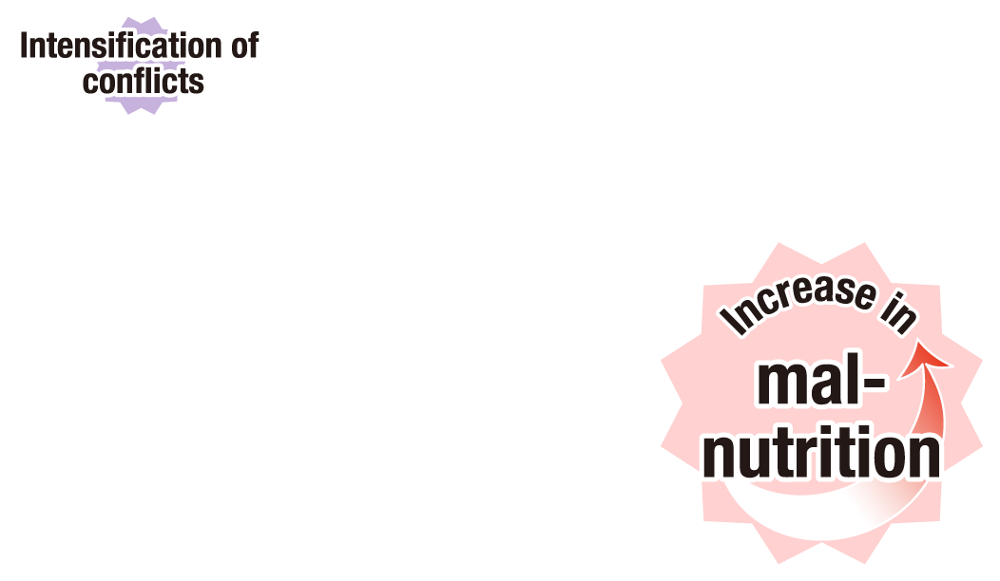 Intensification of
conflicts
Increase in
mal-
nutrition